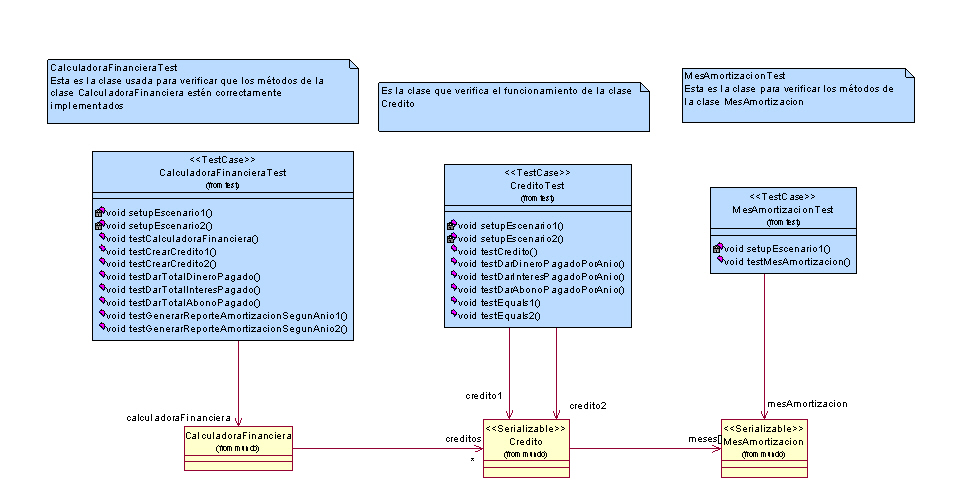 CalculadoraFinancieraTest
Esta es la clase usada para verificar que los métodos de la
clase CalculadoraFinanciera estén correctamente
implementados
Es la clase que verifica el funcionamiento de la clase
Credito
MesAmortizacionTest
Esta es la clase para verificar los métodos de
la clase MesAmortizacion
<<TestCase>>
CalculadoraFinancieraTest
(from test)
void setupEscenario1()
void setupEscenario2()
void testCalculadoraFinanciera()
void testCrearCredito1()
void testCrearCredito2()
void testDarTotalDineroPagado()
void testDarTotalInteresPagado()
void testDarTotalAbonoPagado()
void testGenerarReporteAmortizacionSegunAnio1()
void testGenerarReporteAmortizacionSegunAnio2()
<<TestCase>>
CreditoTest
(from test)
void setupEscenario1()
void setupEscenario2()
void testCredito()
void testDarDineroPagadoPorAnio()
void testDarInteresPagadoPorAnio()
void testDarAbonoPagadoPorAnio()
void testEquals1()
void testEquals2()
<<TestCase>>
MesAmortizacionTest
(from test)
void setupEscenario1()
void testMesAmortizacion()
calculadoraFinanciera
credito1
credito2
mesAmortizacion
CalculadoraFinanciera
(from mundo)
creditos
*
<<Serializable>>
Credito
(from mundo)
meses[]
<<Serializable>>
MesAmortizacion
(from mundo)